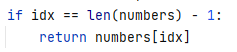 if idx == len(numbers) - 1:
    return numbers[idx]